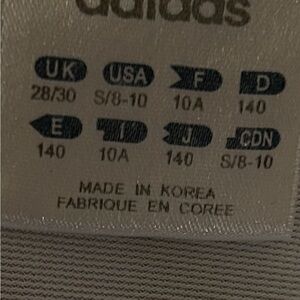 adidas
UK USA F D
28/30 S/8-10 10A 140
E I J CDN
140 10A 140 S/8-10
MADE IN KOREA
FABRIQUE EN COREE